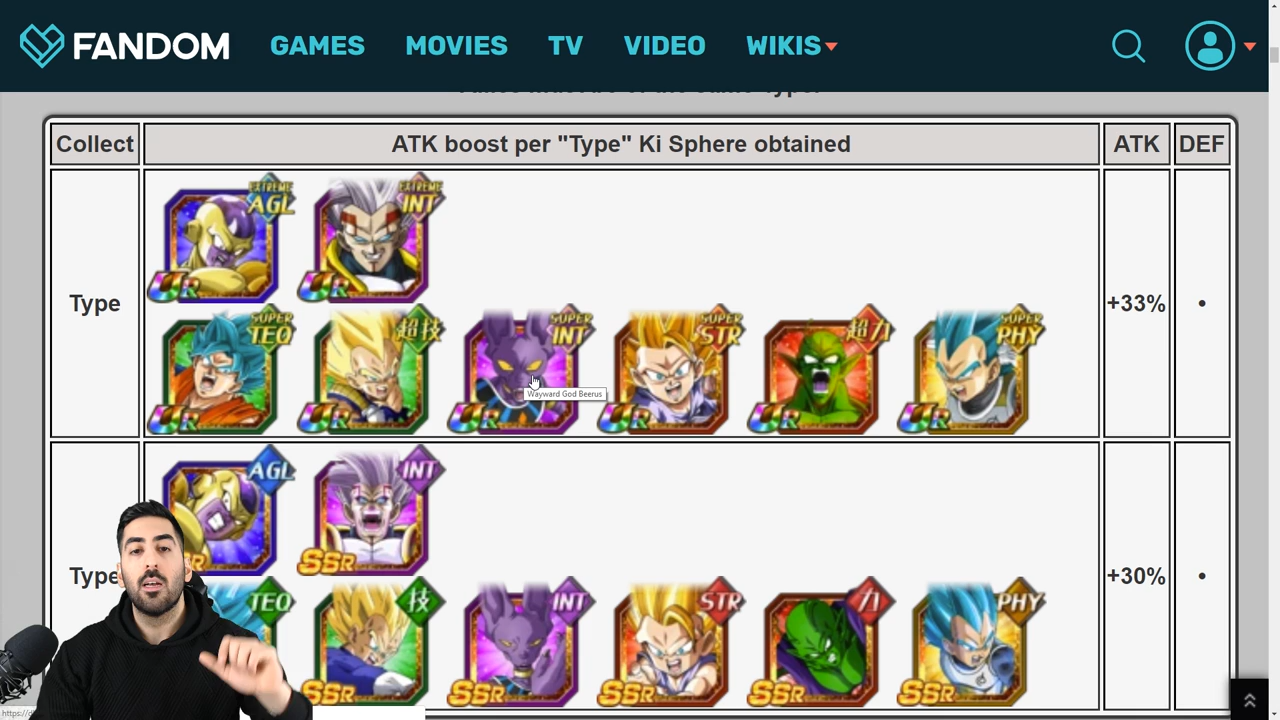 FANDOM GAMES MOVIES TV VIDEO WIKIS
Collect ATK boost per "Type" Ki Sphere obtained ATK DEF
EXTREME AGL EXTREME INT
UR UR
Type +33% •
SUPER TEQ 超技 SUPER INT SUPER STR 超力 SUPER PHY
Wayward God Beerus
UR UR UR UR UR UR
AGL INT
SSR
Type +30% •
TEQ 技 INT STR 力 PHY
SSR SSR SSR SSR SSR